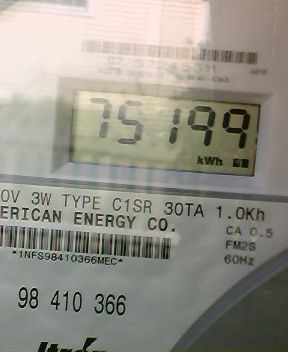 75199
kWh
0V 3W TYPE C1SR 30TA 1.0Kh
ERICAN ENERGY CO.
CA 0.5
FM2S
*1NFS98410366MEC*
60Hz
98 410 366
Itron